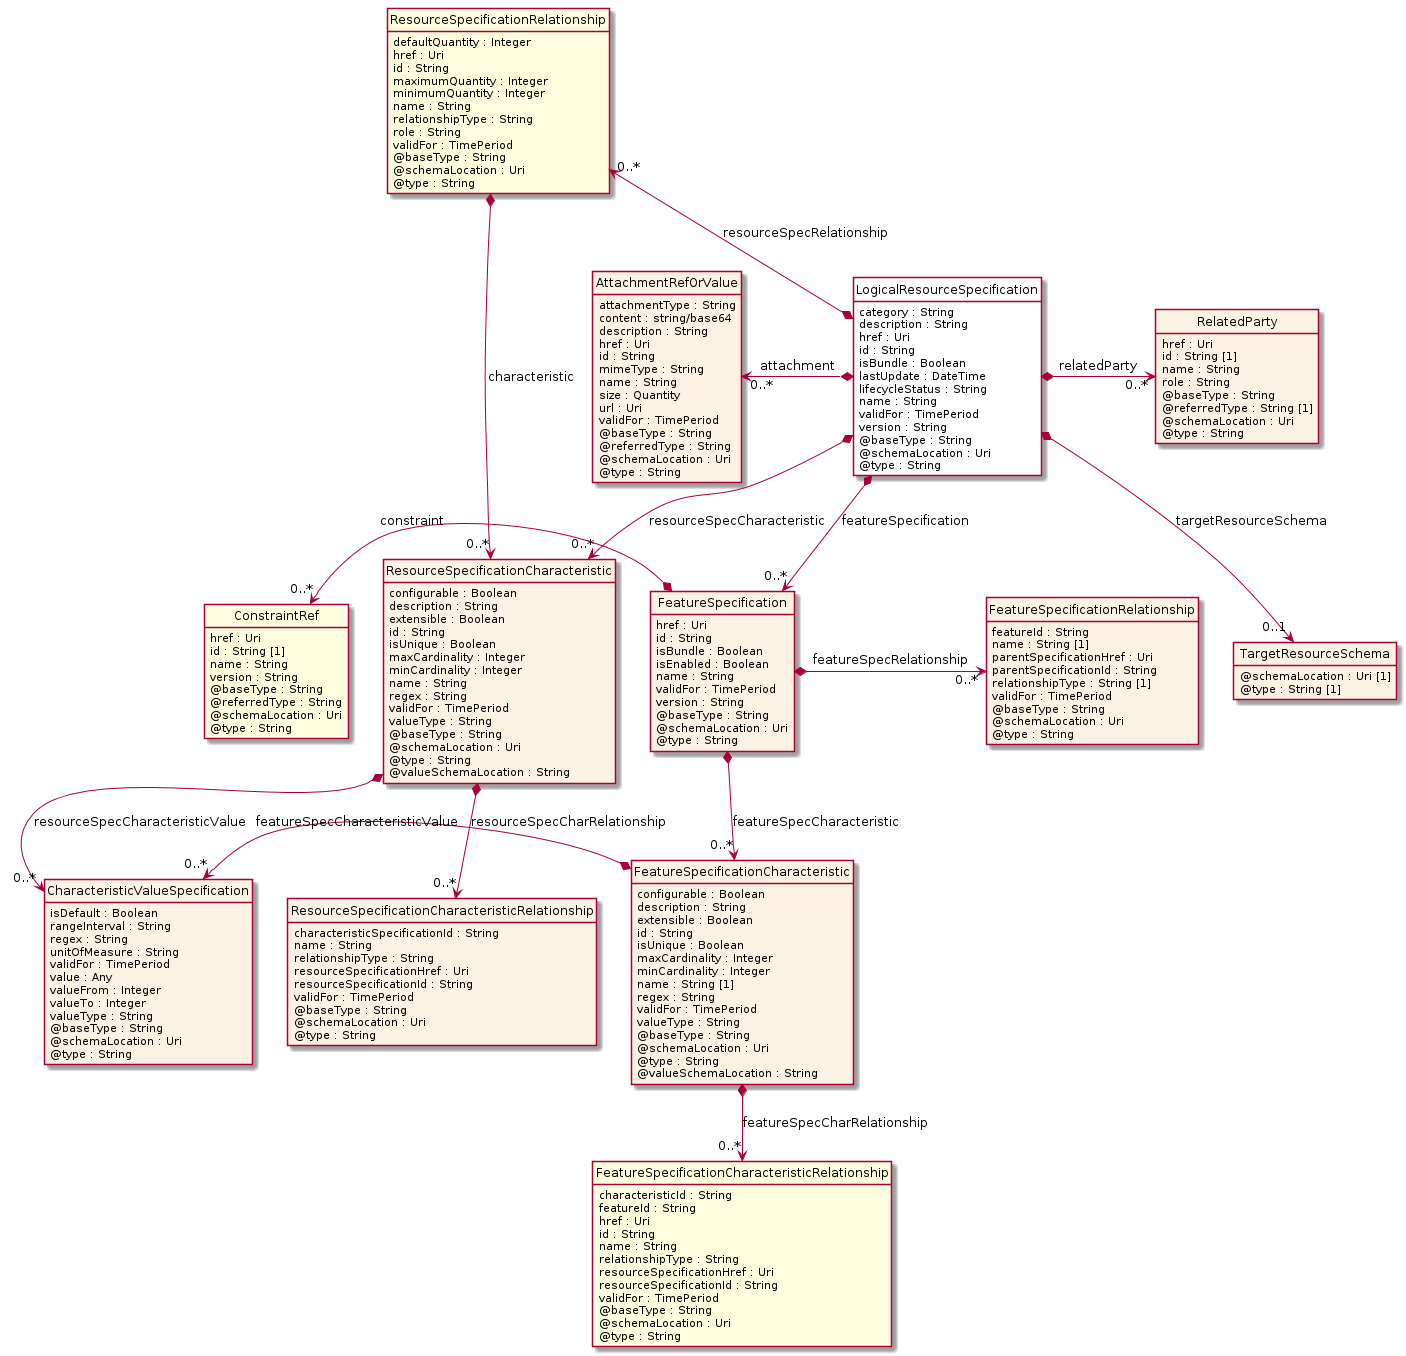 ResourceSpecificationRelationship
defaultQuantity : Integer
href : Uri
id : String
maximumQuantity : Integer
minimumQuantity : Integer
name : String
relationshipType : String
role : String
validFor : TimePeriod
@baseType : String
@schemaLocation : Uri
@type : String
0..*
resourceSpecRelationship
characteristic
AttachmentRefOrValue
attachmentType : String
content : string/base64
description : String
href : Uri
id : String
mimeType : String
name : String
size : Quantity
url : Uri
validFor : TimePeriod
@baseType : String
@referredType : String
@schemaLocation : Uri
@type : String
attachment
0..*
LogicalResourceSpecification
category : String
description : String
href : Uri
id : String
isBundle : Boolean
lastUpdate : DateTime
lifecycleStatus : String
name : String
validFor : TimePeriod
version : String
@baseType : String
@schemaLocation : Uri
@type : String
relatedParty
0..*
RelatedParty
href : Uri
id : String [1]
name : String
role : String
@baseType : String
@referredType : String [1]
@schemaLocation : Uri
@type : String
constraint
0..*
0..*
0..*
resourceSpecCharacteristic
featureSpecification
0..*
targetResourceSchema
0..1
ConstraintRef
href : Uri
id : String [1]
name : String
version : String
@baseType : String
@referredType : String
@schemaLocation : Uri
@type : String
ResourceSpecificationCharacteristic
configurable : Boolean
description : String
extensible : Boolean
id : String
isUnique : Boolean
maxCardinality : Integer
minCardinality : Integer
name : String
regex : String
validFor : TimePeriod
valueType : String
@baseType : String
@schemaLocation : Uri
@type : String
@valueSchemaLocation : String
FeatureSpecification
href : Uri
id : String
isBundle : Boolean
isEnabled : Boolean
name : String
validFor : TimePeriod
version : String
@baseType : String
@schemaLocation : Uri
@type : String
featureSpecRelationship
0..*
FeatureSpecificationRelationship
featureId : String
name : String [1]
parentSpecificationHref : Uri
parentSpecificationId : String
relationshipType : String [1]
validFor : TimePeriod
@baseType : String
@schemaLocation : Uri
@type : String
TargetResourceSchema
@schemaLocation : Uri [1]
@type : String [1]
resourceSpecCharacteristicValue
featureSpecCharacteristicValue
resourceSpecCharRelationship
featureSpecCharacteristic
0..*
0..*
0..*
0..*
CharacteristicValueSpecification
isDefault : Boolean
rangeInterval : String
regex : String
unitOfMeasure : String
validFor : TimePeriod
value : Any
valueFrom : Integer
valueTo : Integer
valueType : String
@baseType : String
@schemaLocation : Uri
@type : String
ResourceSpecificationCharacteristicRelationship
characteristicSpecificationId : String
name : String
relationshipType : String
resourceSpecificationHref : Uri
resourceSpecificationId : String
validFor : TimePeriod
@baseType : String
@schemaLocation : Uri
@type : String
FeatureSpecificationCharacteristic
configurable : Boolean
description : String
extensible : Boolean
id : String
isUnique : Boolean
maxCardinality : Integer
minCardinality : Integer
name : String [1]
regex : String
validFor : TimePeriod
valueType : String
@baseType : String
@schemaLocation : Uri
@type : String
@valueSchemaLocation : String
featureSpecCharRelationship
0..*
FeatureSpecificationCharacteristicRelationship
characteristicId : String
featureId : String
href : Uri
id : String
name : String
relationshipType : String
resourceSpecificationHref : Uri
resourceSpecificationId : String
validFor : TimePeriod
@baseType : String
@schemaLocation : Uri
@type : String